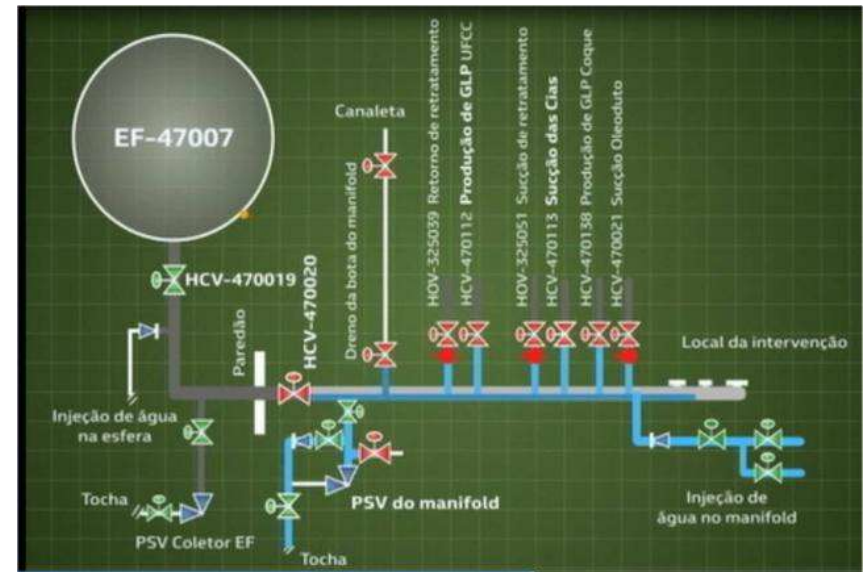 EF-47007
Canaleta
Dreno da bota do manifold
HOV-325039 Retorno de retratamento
HCV-470112 Produção de GLP UFCC
HOV-325051 Sucção de retratamento
HCV-470113 Sucção das Cias
HCV-470138 Produção de GLP Coque
HCV-470021 Sucção Oleoduto
HCV-470019
HCV-470020
Paredão
Local da intervenção
Injeção de água
na esfera
Tocha
PSV Coletor EF
PSV do manifold
Tocha
Injeção de
água no manifold